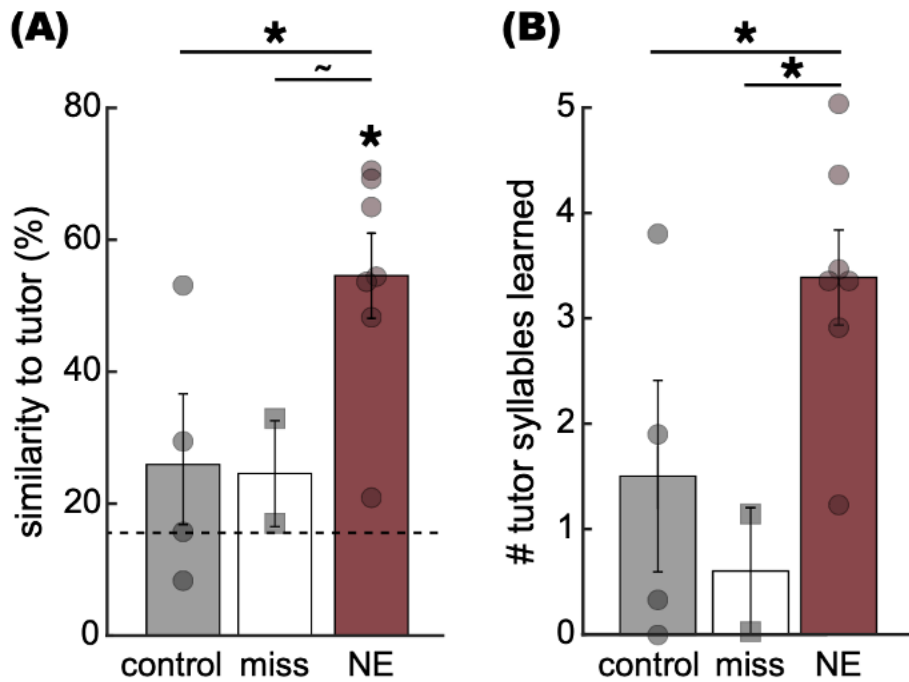 (A)
*
~
*
80
60
40
20
0
similarity to tutor (%)
control miss NE
(B)
*
*
5
4
3
2
1
0
# tutor syllables learned
control miss NE